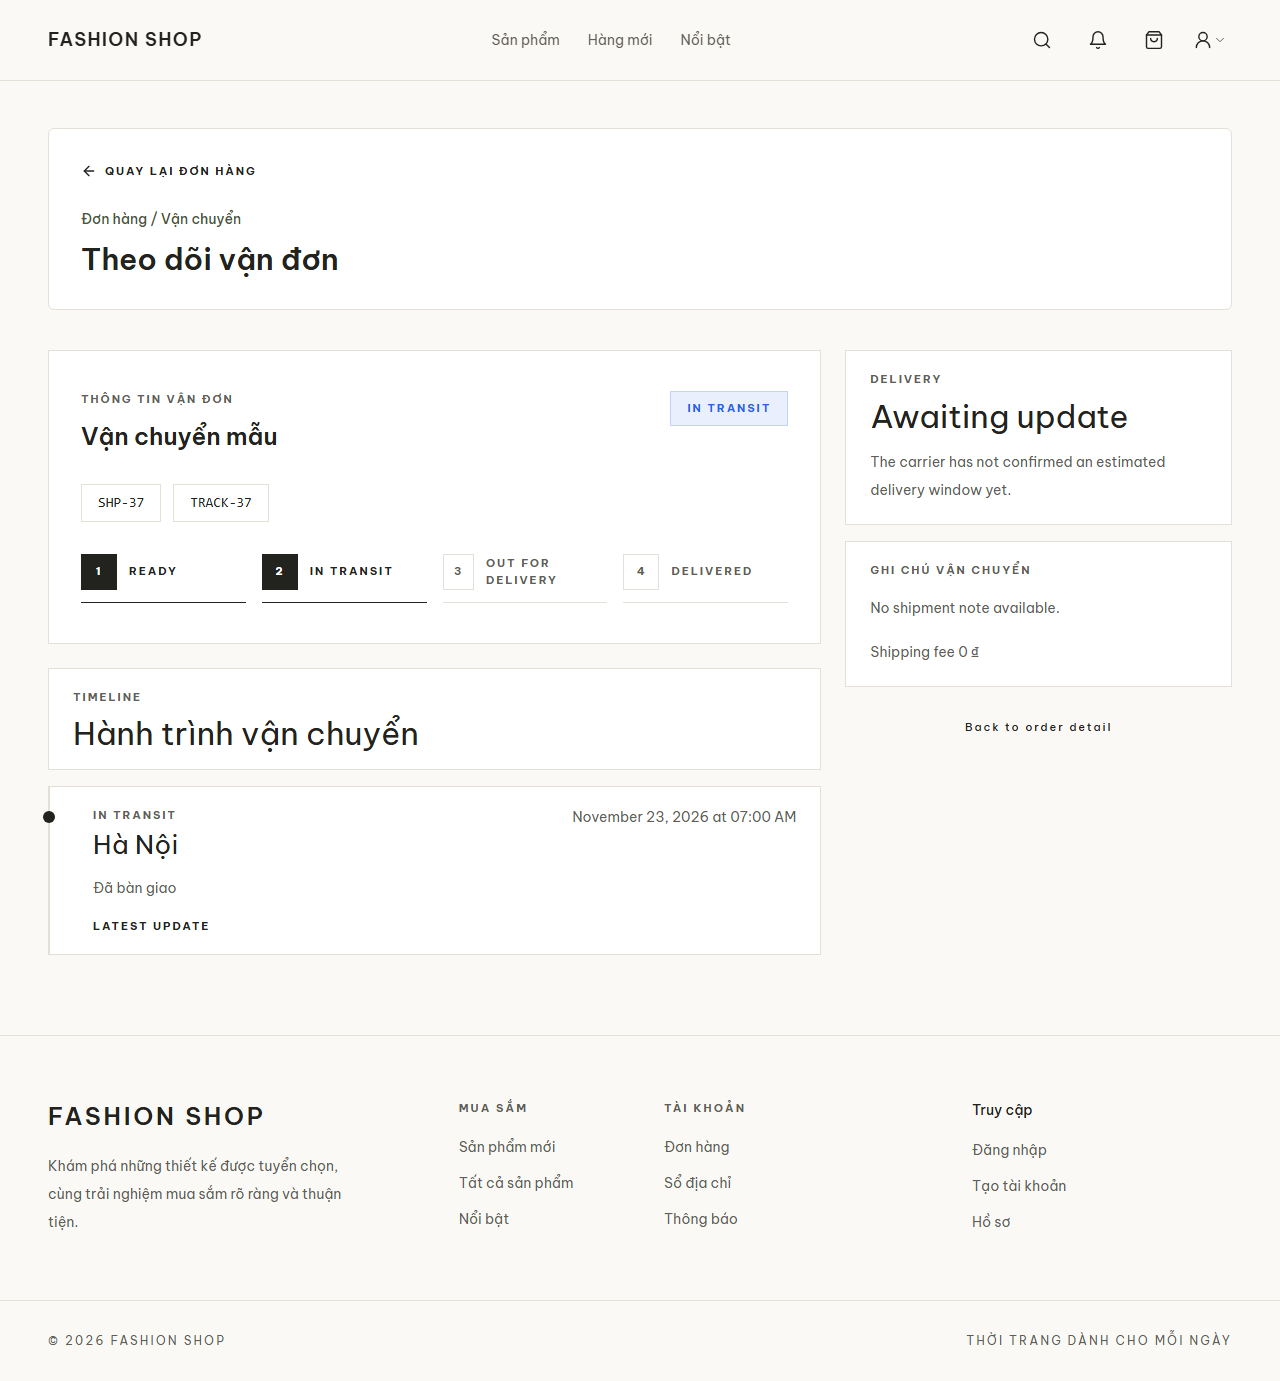 FASHION SHOP
Sản phẩm
Hàng mới
Nổi bật
QUAY LẠI ĐƠN HÀNG
Đơn hàng / Vận chuyển
Theo dõi vận đơn
THÔNG TIN VẬN ĐƠN
IN TRANSIT
Vận chuyển mẫu
SHP-37
TRACK-37
1
READY
2
IN TRANSIT
3
OUT FOR
DELIVERY
4
DELIVERED
DELIVERY
Awaiting update
The carrier has not confirmed an estimated
delivery window yet.
GHI CHÚ VẬN CHUYỂN
No shipment note available.
Shipping fee 0 ₫
Back to order detail
TIMELINE
Hành trình vận chuyển
IN TRANSIT
November 23, 2026 at 07:00 AM
Hà Nội
Đã bàn giao
LATEST UPDATE
FASHION SHOP
Khám phá những thiết kế được tuyển chọn,
cùng trải nghiệm mua sắm rõ ràng và thuận
tiện.
MUA SẮM
Sản phẩm mới
Tất cả sản phẩm
Nổi bật
TÀI KHOẢN
Đơn hàng
Sổ địa chỉ
Thông báo
Truy cập
Đăng nhập
Tạo tài khoản
Hồ sơ
© 2026 FASHION SHOP
THỜI TRANG DÀNH CHO MỖI NGÀY